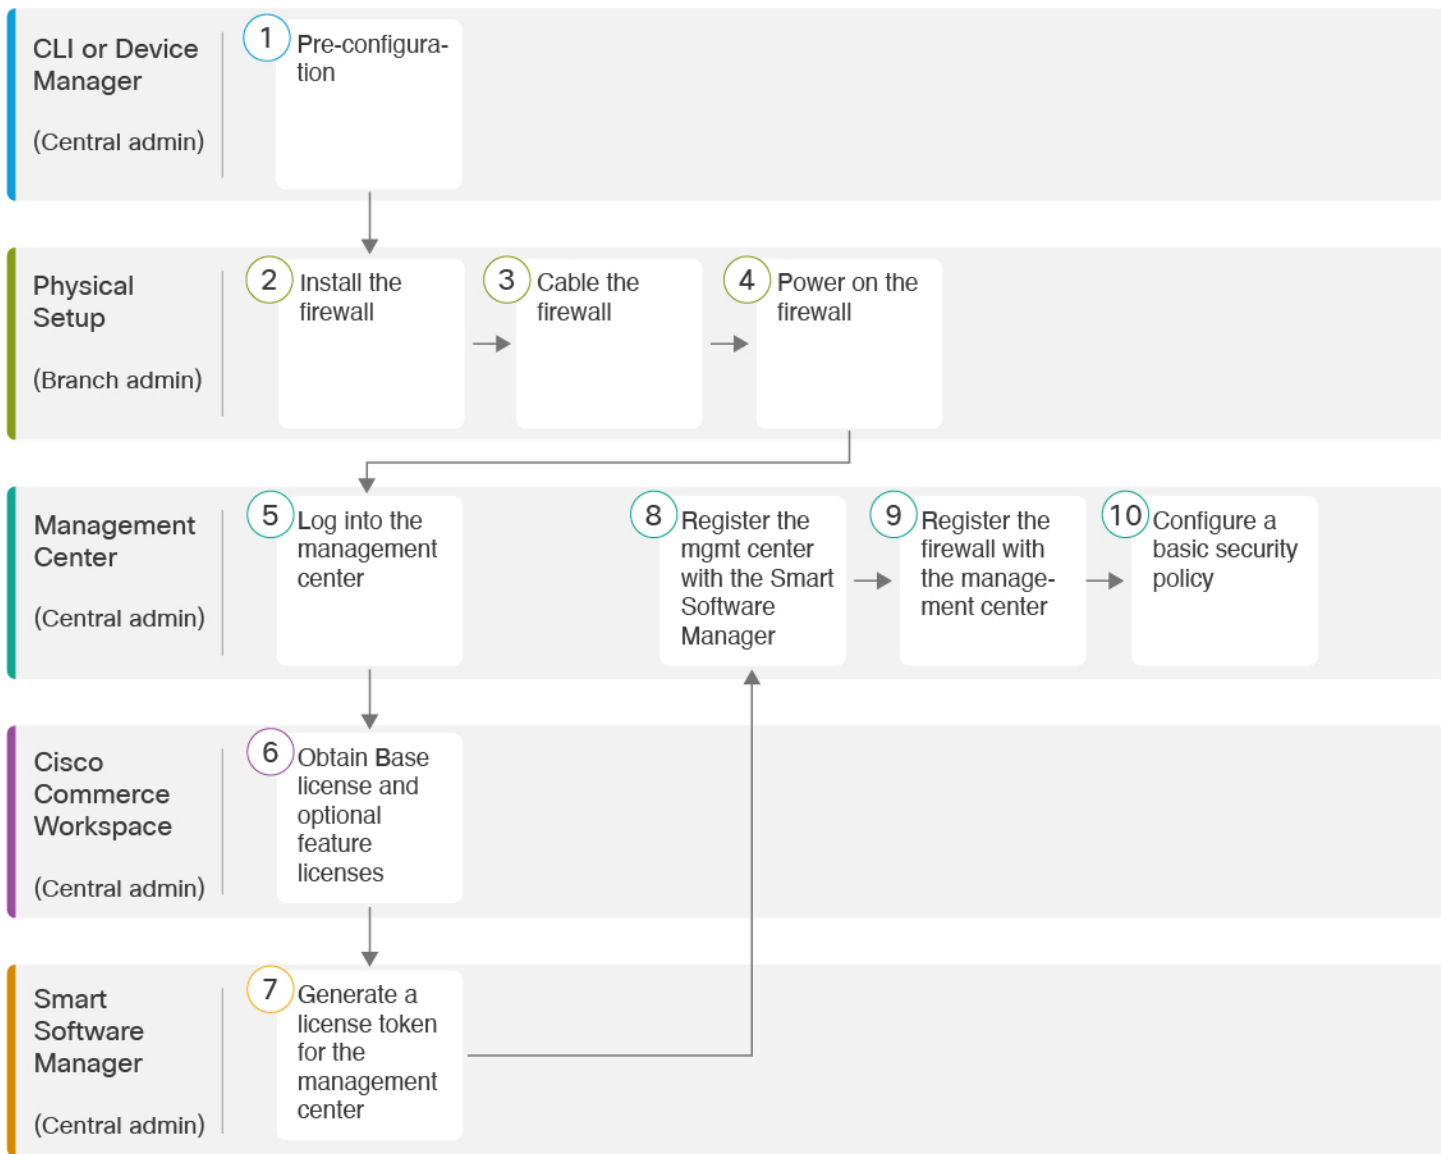 CLI or Device
Manager
(Central admin)
1
Pre-configura-
tion
Physical
Setup
(Branch admin)
2
Install the
firewall
3
Cable the
firewall
4
Power on the
firewall
Management
Center
(Central admin)
5
Log into the
management
center
8
Register the
mgmt center
with the Smart
Software
Manager
9
Register the
firewall with
the manage-
ment center
10
Configure a
basic security
policy
Cisco
Commerce
Workspace
(Central admin)
6
Obtain Base
license and
optional
feature
licenses
Smart
Software
Manager
(Central admin)
7
Generate a
license token
for the
management
center